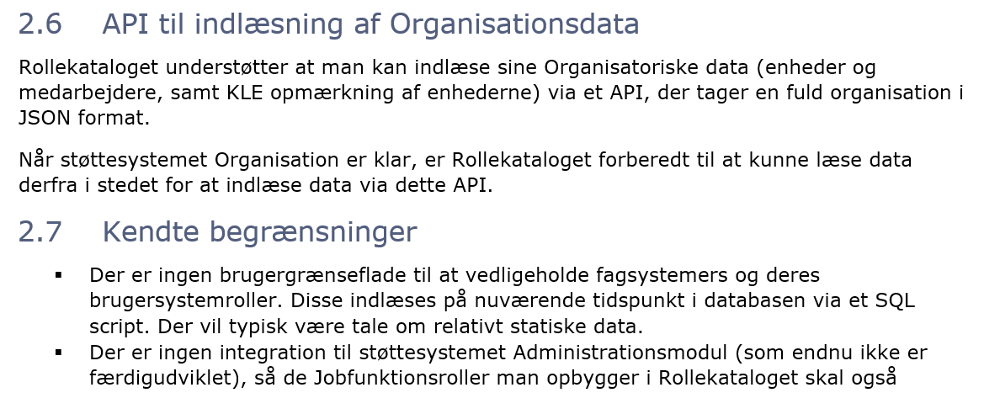 2.6 API til indlæsning af Organisationsdata
Rollekataloget understøtter at man kan indlæse sine Organisatoriske data (enheder og
medarbejdere, samt KLE opmærkning af enhederne) via et API, der tager en fuld organisation i
JSON format.
Når støttesystemet Organisation er klar, er Rollekataloget forberedt til at kunne læse data
derfra i stedet for at indlæse data via dette API.
2.7 Kendte begrænsninger
▪ Der er ingen brugergrænseflade til at vedligeholde fagsystemers og deres
brugersystemroller. Disse indlæses på nuværende tidspunkt i databasen via et SQL
script. Der vil typisk være tale om relativt statiske data.
▪ Der er ingen integration til støttesystemet Administrationsmodul (som endnu ikke er
færdigudviklet), så de Jobfunktionsroller man opbygger i Rollekataloget skal også